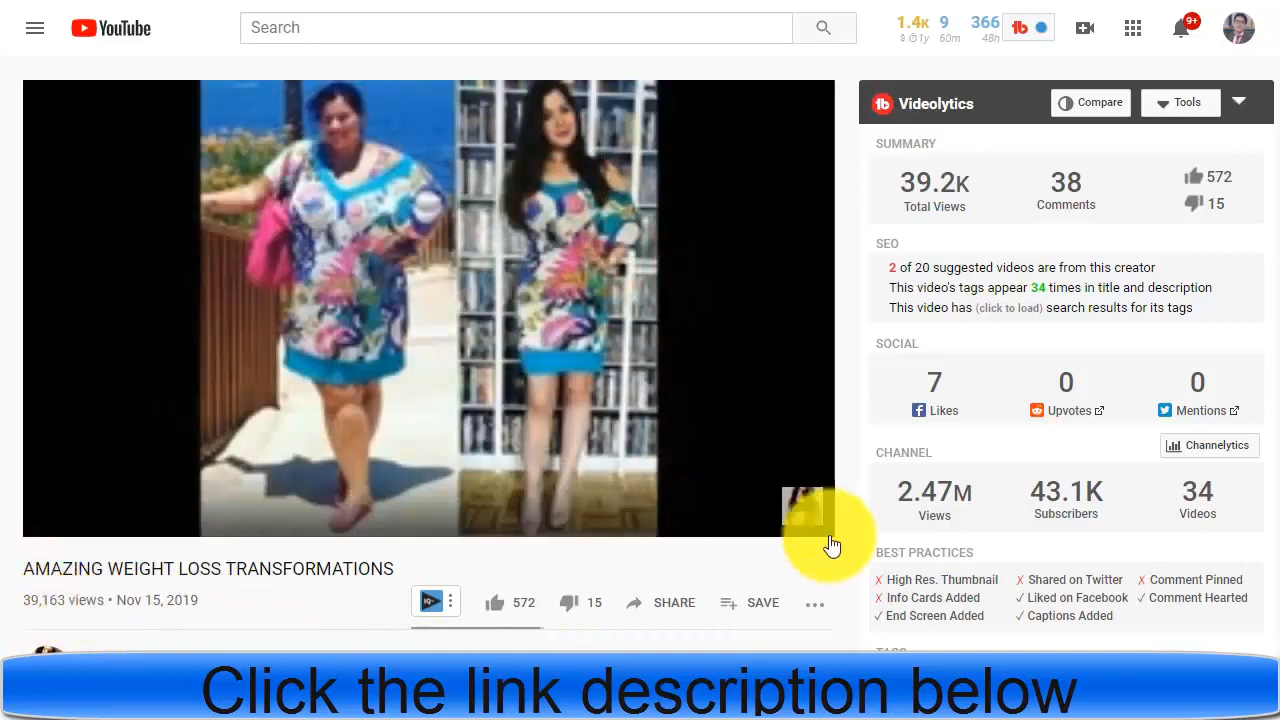 YouTube
Search
1.4K 9 366
$ 1y 60m 48h
9+
Videolytics Compare Tools
SUMMARY
39.2K 38 572
Total Views Comments 15
SEO
2 of 20 suggested videos are from this creator
This video's tags appear 34 times in title and description
This video has (click to load) search results for its tags
SOCIAL
7 0 0
Likes Upvotes Mentions
CHANNEL Channelytics
2.47M 43.1K 34
Views Subscribers Videos
BEST PRACTICES
High Res. Thumbnail Shared on Twitter Comment Pinned
Info Cards Added Liked on Facebook Comment Hearted
End Screen Added Captions Added
AMAZING WEIGHT LOSS TRANSFORMATIONS
39,163 views • Nov 15, 2019
572 15 SHARE SAVE
Click the link description below